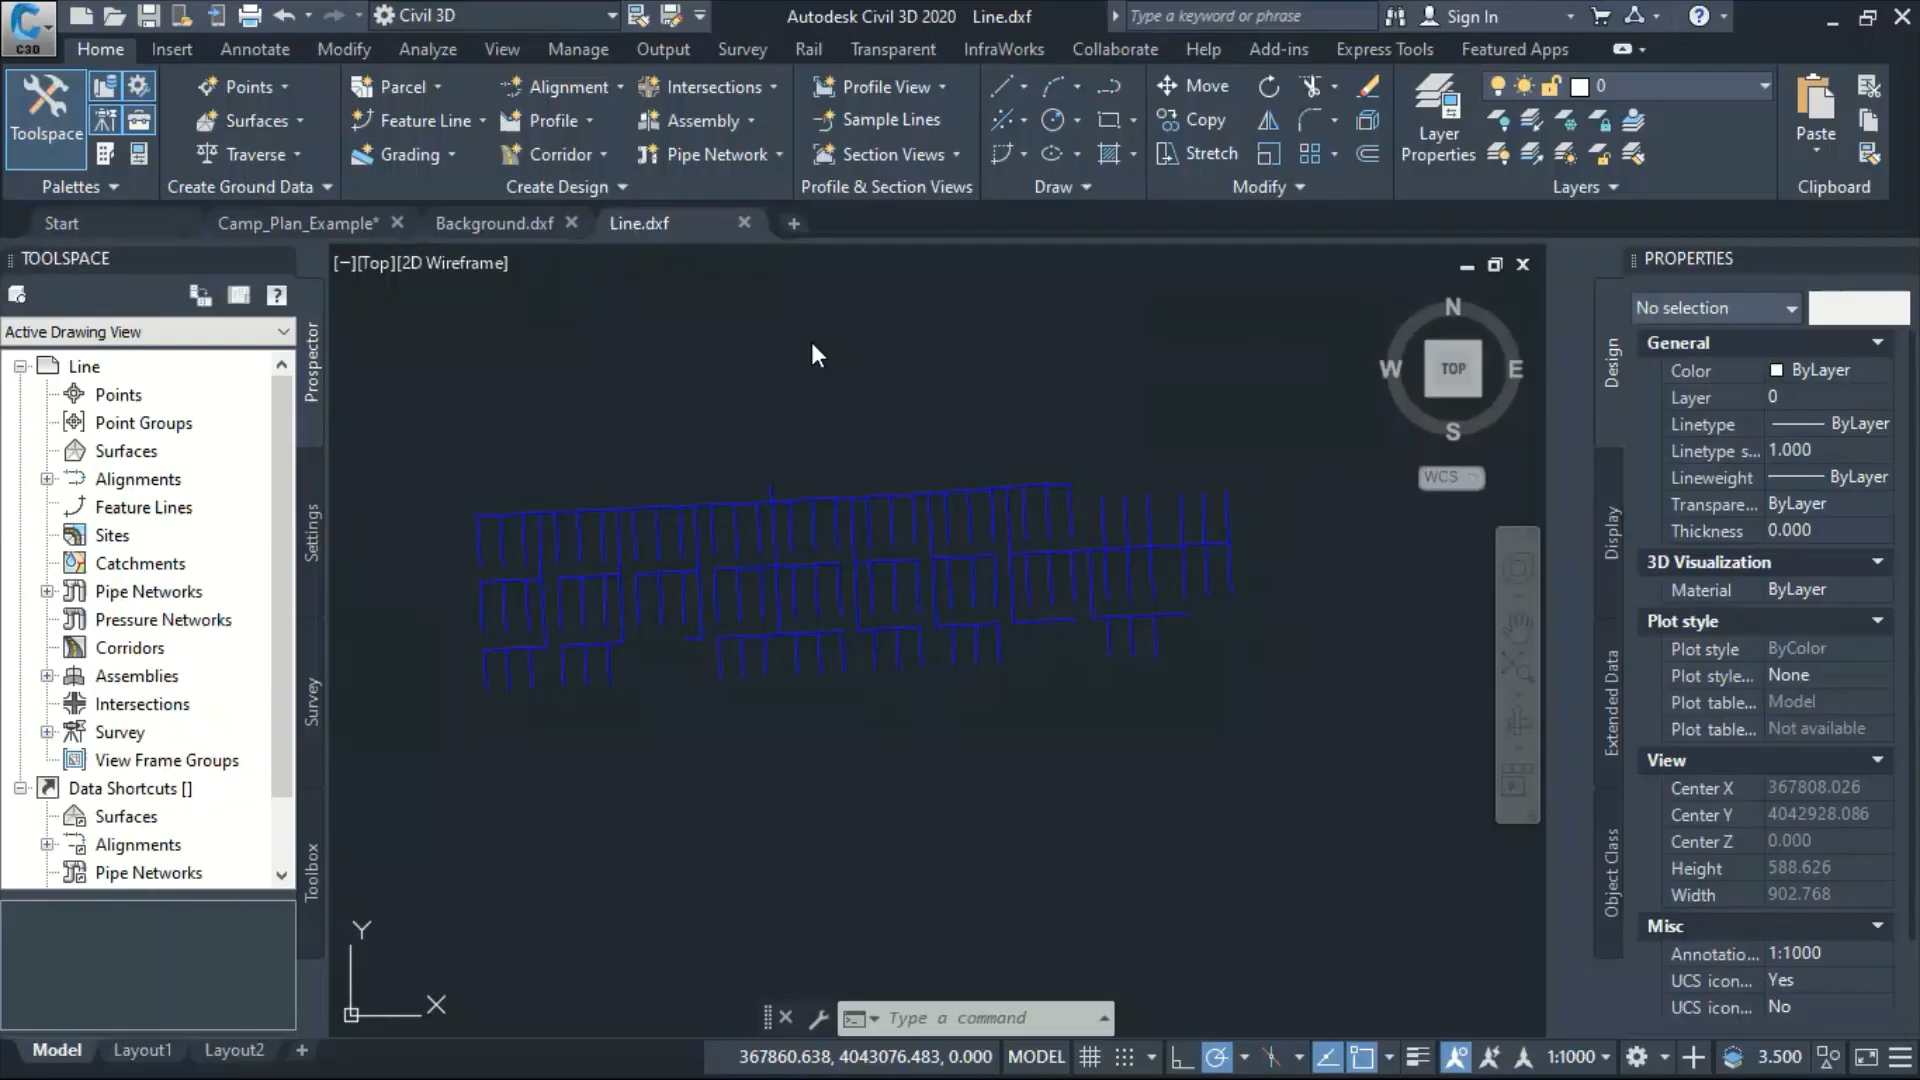 C3D
Civil 3D
Autodesk Civil 3D 2020 Line.dxf
Type a keyword or phrase
Sign In
Home Insert Annotate Modify Analyze View Manage Output Survey Rail Transparent InfraWorks Collaborate Help Add-ins Express Tools Featured Apps
Points Parcel Alignment Intersections Profile View Move 0
Surfaces Feature Line Profile Assembly Sample Lines Copy
Toolspace Layer Properties Paste
Traverse Grading Corridor Pipe Network Section Views Stretch
Palettes Create Ground Data Create Design Profile & Section Views Draw Modify Layers Clipboard
Start Camp_Plan_Example* Background.dxf Line.dxf
TOOLSPACE
Active Drawing View
Line
Points
Point Groups
Surfaces
Alignments
Feature Lines
Sites
Catchments
Pipe Networks
Pressure Networks
Corridors
Assemblies
Intersections
Survey
View Frame Groups
Data Shortcuts []
Surfaces
Alignments
Pipe Networks
Prospector
Settings
Survey
Toolbox
[−][Top][2D Wireframe]
N
W TOP E
S
WCS
Y
X
Type a command
PROPERTIES
No selection
Design
Display
Extended Data
Object Class
General
Color ByLayer
Layer 0
Linetype ByLayer
Linetype s... 1.000
Lineweight ByLayer
Transpare... ByLayer
Thickness 0.000
3D Visualization
Material ByLayer
Plot style
Plot style ByColor
Plot style... None
Plot table... Model
Plot table... Not available
View
Center X 367808.026
Center Y 4042928.086
Center Z 0.000
Height 588.626
Width 902.768
Misc
Annotatio... 1:1000
UCS icon... Yes
UCS icon... No
Model Layout1 Layout2 +
367860.638, 4043076.483, 0.000 MODEL 1:1000 3.500